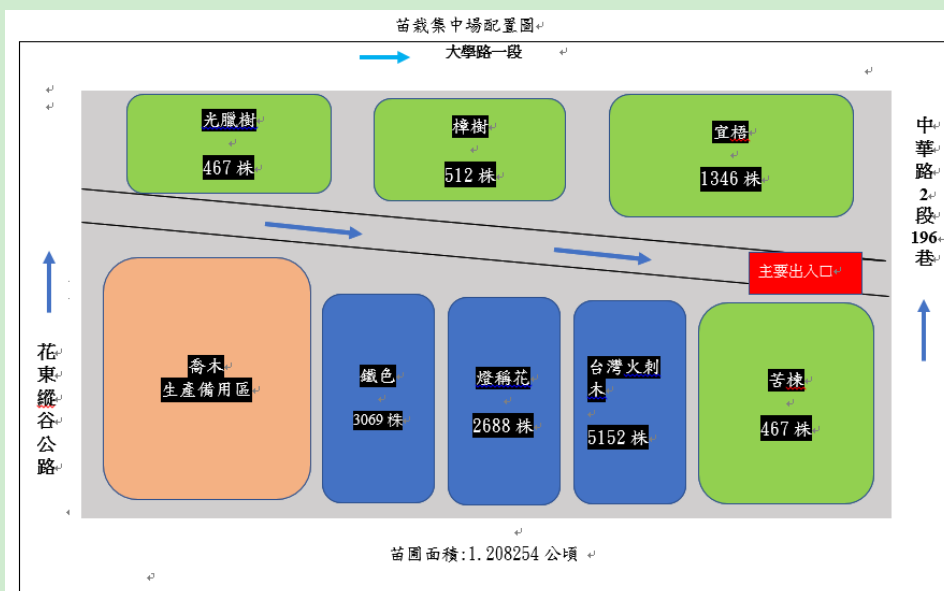 苗栽集中場配置圖
大學路一段
光臘樹
467 株
樟樹
512 株
宜梧
1346 株
中
華
路
2
段
196
巷
主要出入口
花
東
縱
谷
公
路
喬木
生產備用區
鐵色
3069 株
燈稱花
2688 株
台灣火刺
木
5152 株
苦楝
467 株
苗圃面積:1.208254 公頃